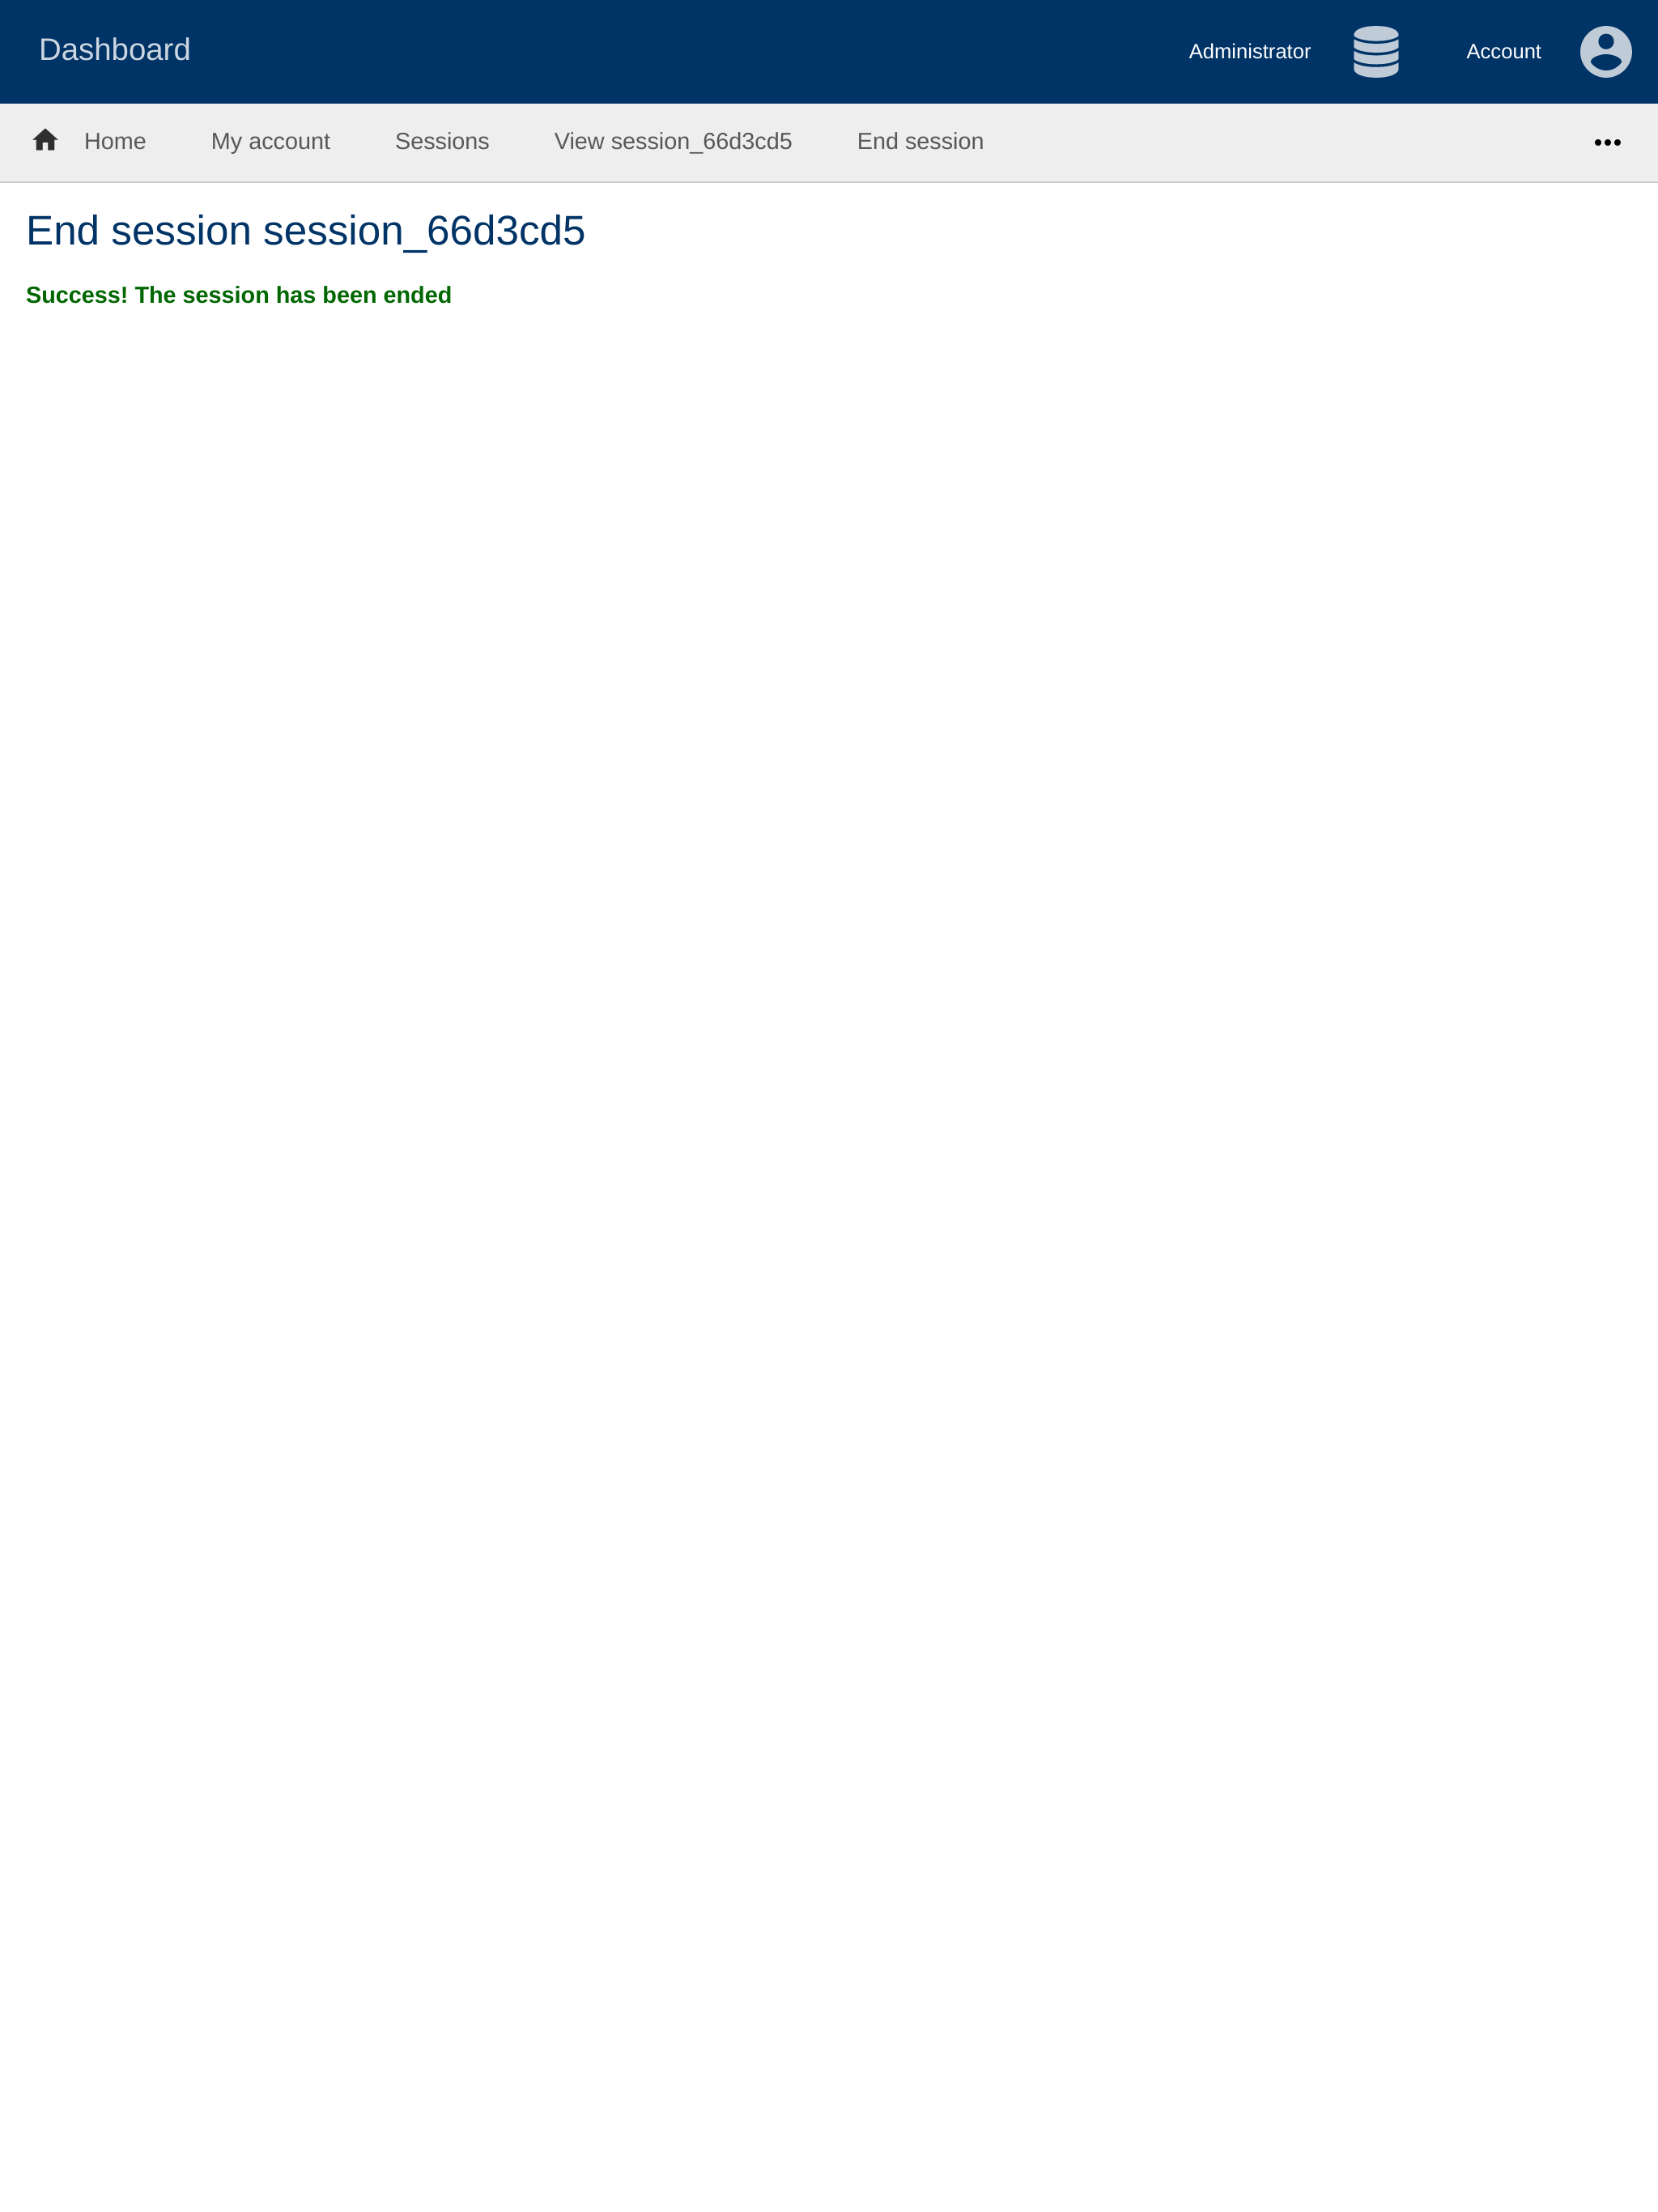 Dashboard Administrator Account
Home My account Sessions View session_66d3cd5 End session
End session session_66d3cd5
Success! The session has been ended